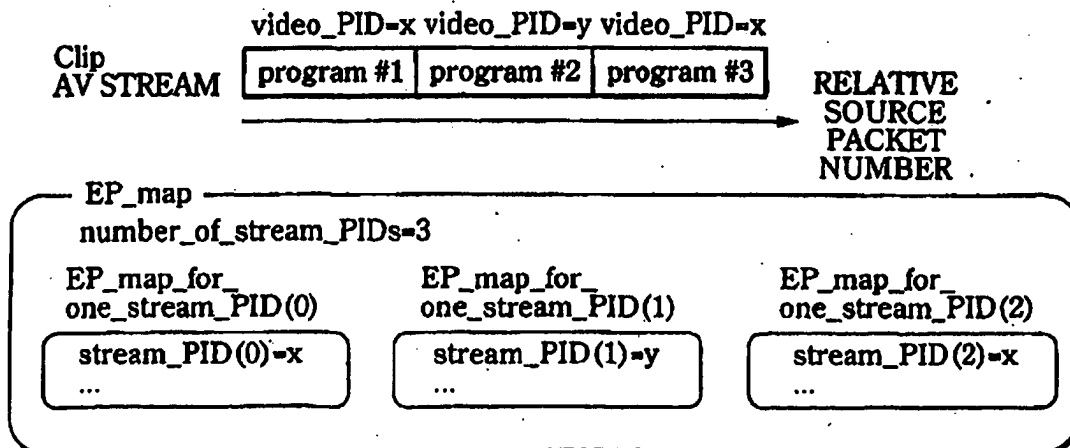 video_PID=x video_PID=y video_PID=x
Clip
AV STREAM
program #1 program #2 program #3
RELATIVE
SOURCE
PACKET
NUMBER
EP_map
number_of_stream_PIDs=3
EP_map_for_
one_stream_PID(0)
EP_map_for_
one_stream_PID(1)
EP_map_for_
one_stream_PID(2)
stream_PID(0)=x
...
stream_PID(1)=y
...
stream_PID(2)=x
...